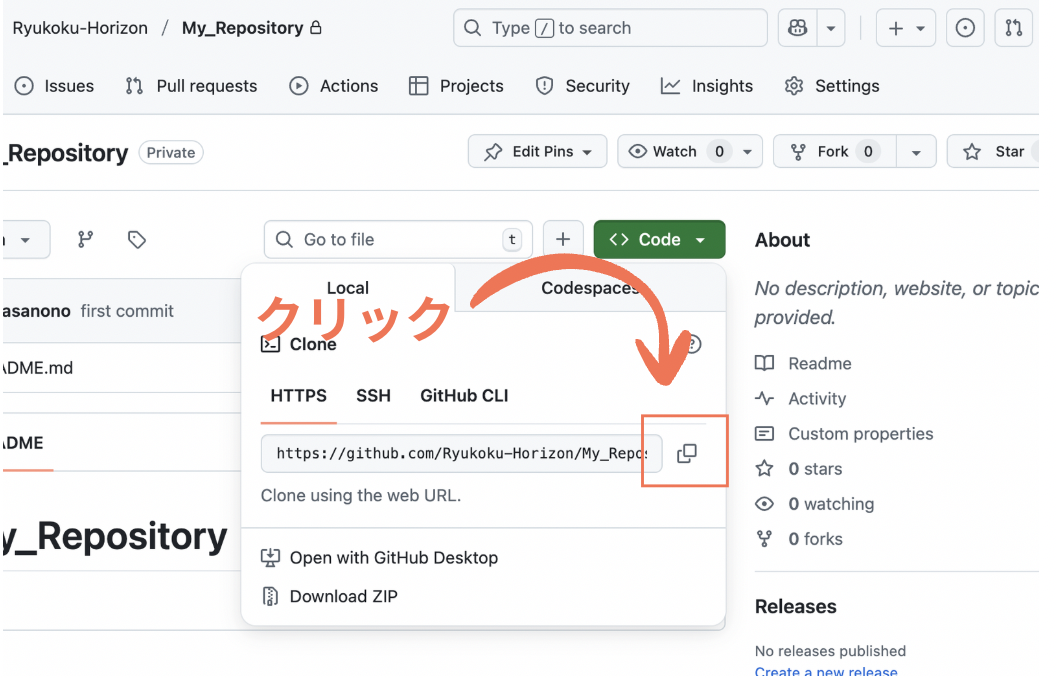 Ryukoku-Horizon / My_Repository
Type / to search
Issues Pull requests Actions Projects Security Insights Settings
_Repository Private
Edit Pins Watch 0 Fork 0 Star
Go to file t
<> Code
About
Local Codespaces
No description, website, or topic
provided.
クリック
asanono first commit
Clone
DME.md
Readme
HTTPS SSH GitHub CLI
Activity
Custom properties
DME
https://github.com/Ryukoku-Horizon/My_Repos
0 stars
Clone using the web URL.
0 watching
y_Repository
0 forks
Open with GitHub Desktop
Download ZIP
Releases
No releases published
Create a new release